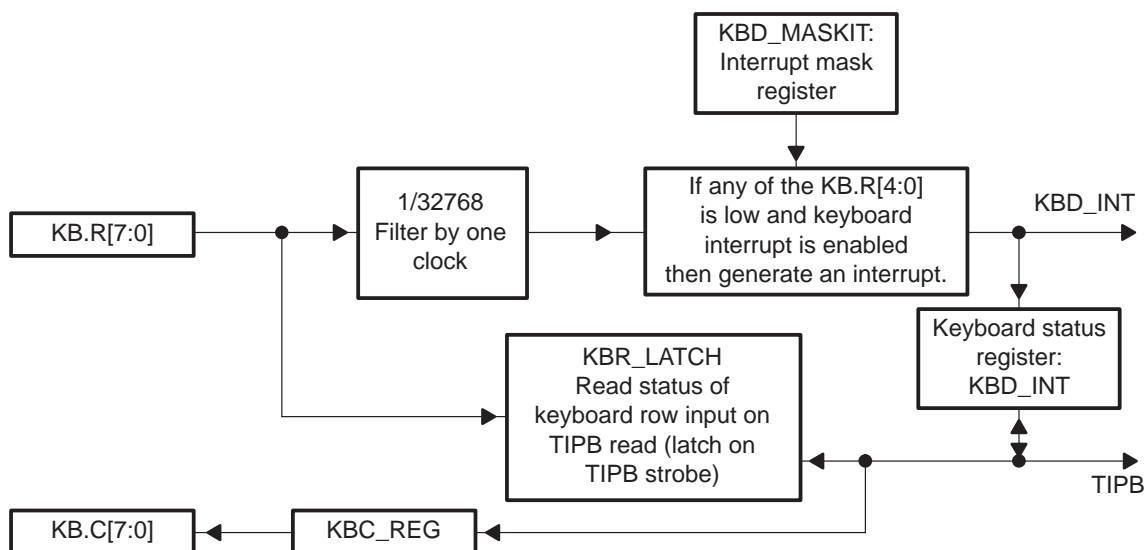 KBD_MASKIT:
Interrupt mask
register
KB.R[7:0]
1/32768
Filter by one
clock
If any of the KB.R[4:0]
is low and keyboard
interrupt is enabled
then generate an interrupt.
KBD_INT
Keyboard status
register:
KBD_INT
KBR_LATCH
Read status of
keyboard row input on
TIPB read (latch on
TIPB strobe)
TIPB
KB.C[7:0]
KBC_REG